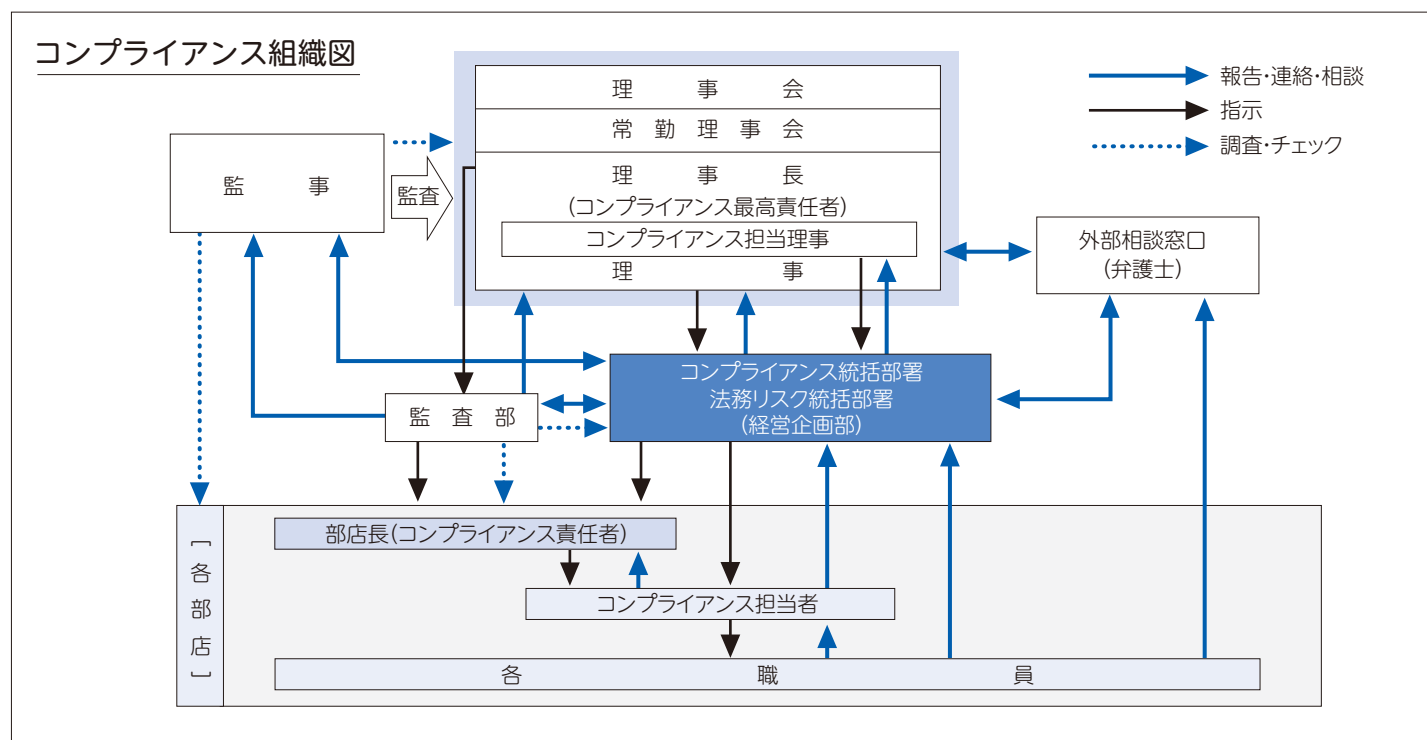 コンプライアンス組織図
報告・連絡・相談
指示
調査・チェック
理事会
常勤理事会
理事長
(コンプライアンス最高責任者)
コンプライアンス担当理事
理事
監事
監査
外部相談窓口
(弁護士)
コンプライアンス統括部署
法務リスク統括部署
(経営企画部)
監査部
[各部店]
部店長(コンプライアンス責任者)
コンプライアンス担当者
各職員